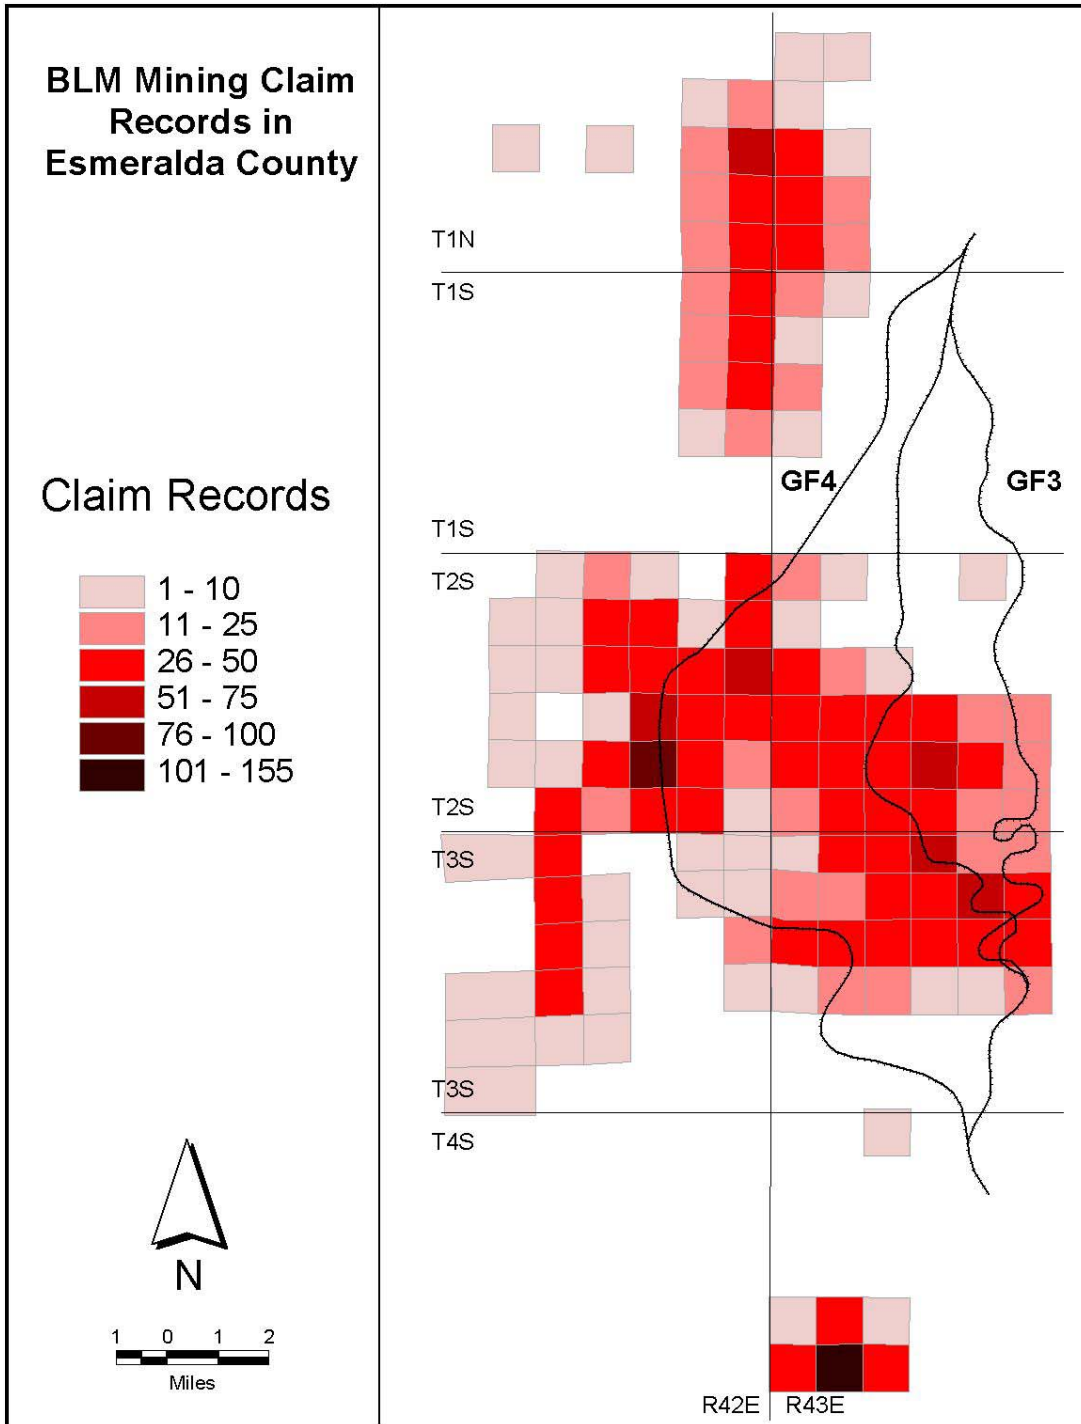 BLM Mining Claim
Records in
Esmeralda County
Claim Records
1 - 10
11 - 25
26 - 50
51 - 75
76 - 100
101 - 155
N
1 0 1 2
Miles
T1N
T1S
GF4 GF3
T1S
T2S
T2S
T3S
T3S
T4S
R42E R43E